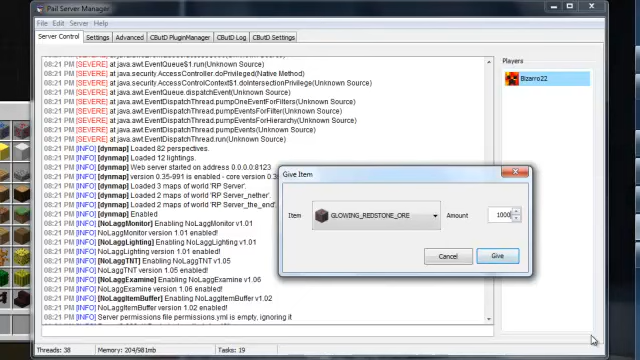 Pail Server Manager
File Edit Server Help
Server Control Settings Advanced CButD PluginManager CButD Log CButD Settings
08:21 PM [SEVERE] at java.awt.EventQueue$1.run(Unknown Source)
08:21 PM [SEVERE] at java.security.AccessController.doPrivileged(Native Method)
08:21 PM [SEVERE] at java.security.AccessControlContext$1.doIntersectionPrivilege(Unknown Source)
08:21 PM [SEVERE] at java.awt.EventQueue.dispatchEvent(Unknown Source)
08:21 PM [SEVERE] at java.awt.EventDispatchThread.pumpOneEventForFilters(Unknown Source)
08:21 PM [SEVERE] at java.awt.EventDispatchThread.pumpEventsForFilter(Unknown Source)
08:21 PM [SEVERE] at java.awt.EventDispatchThread.pumpEventsForHierarchy(Unknown Source)
08:21 PM [SEVERE] at java.awt.EventDispatchThread.pumpEvents(Unknown Source)
08:21 PM [SEVERE] at java.awt.EventDispatchThread.pumpEvents(Unknown Source)
08:21 PM [SEVERE] at java.awt.EventDispatchThread.run(Unknown Source)
08:21 PM [INFO] [dynmap] Loaded 82 perspectives.
08:21 PM [INFO] [dynmap] Loaded 12 lightings.
08:21 PM [INFO] [dynmap] Web server started on address 0.0.0.0:8123
08:21 PM [INFO] [dynmap] version 0.35-991 is enabled - core version 0.3
08:21 PM [INFO] [dynmap] Loaded 3 maps of world 'RP Server'.
08:21 PM [INFO] [dynmap] Loaded 2 maps of world 'RP Server_nether'.
08:21 PM [INFO] [dynmap] Loaded 2 maps of world 'RP Server_the_end'.
08:21 PM [INFO] [dynmap] Enabled
08:21 PM [INFO] [NoLaggMonitor] Enabling NoLaggMonitor v1.01
08:21 PM [INFO] NoLaggMonitor version 1.01 enabled!
08:21 PM [INFO] [NoLaggLighting] Enabling NoLaggLighting v1.01
08:21 PM [INFO] NoLaggLighting version 1.01 enabled!
08:21 PM [INFO] [NoLaggTNT] Enabling NoLaggTNT v1.05
08:21 PM [INFO] NoLaggTNT version 1.05 enabled!
08:21 PM [INFO] [NoLaggExamine] Enabling NoLaggExamine v1.06
08:21 PM [INFO] NoLaggExamine version 1.06 enabled!
08:21 PM [INFO] [NoLaggItemBuffer] Enabling NoLaggItemBuffer v1.02
08:21 PM [INFO] NoLaggItemBuffer version 1.02 enabled!
08:21 PM [INFO] Server permissions file permissions.yml is empty, ignoring it
Players
Bizarro22
Give Item
Item GLOWING_REDSTONE_ORE Amount 1000
Cancel Give
Threads: 38 Memory: 204/981mb Tasks: 19